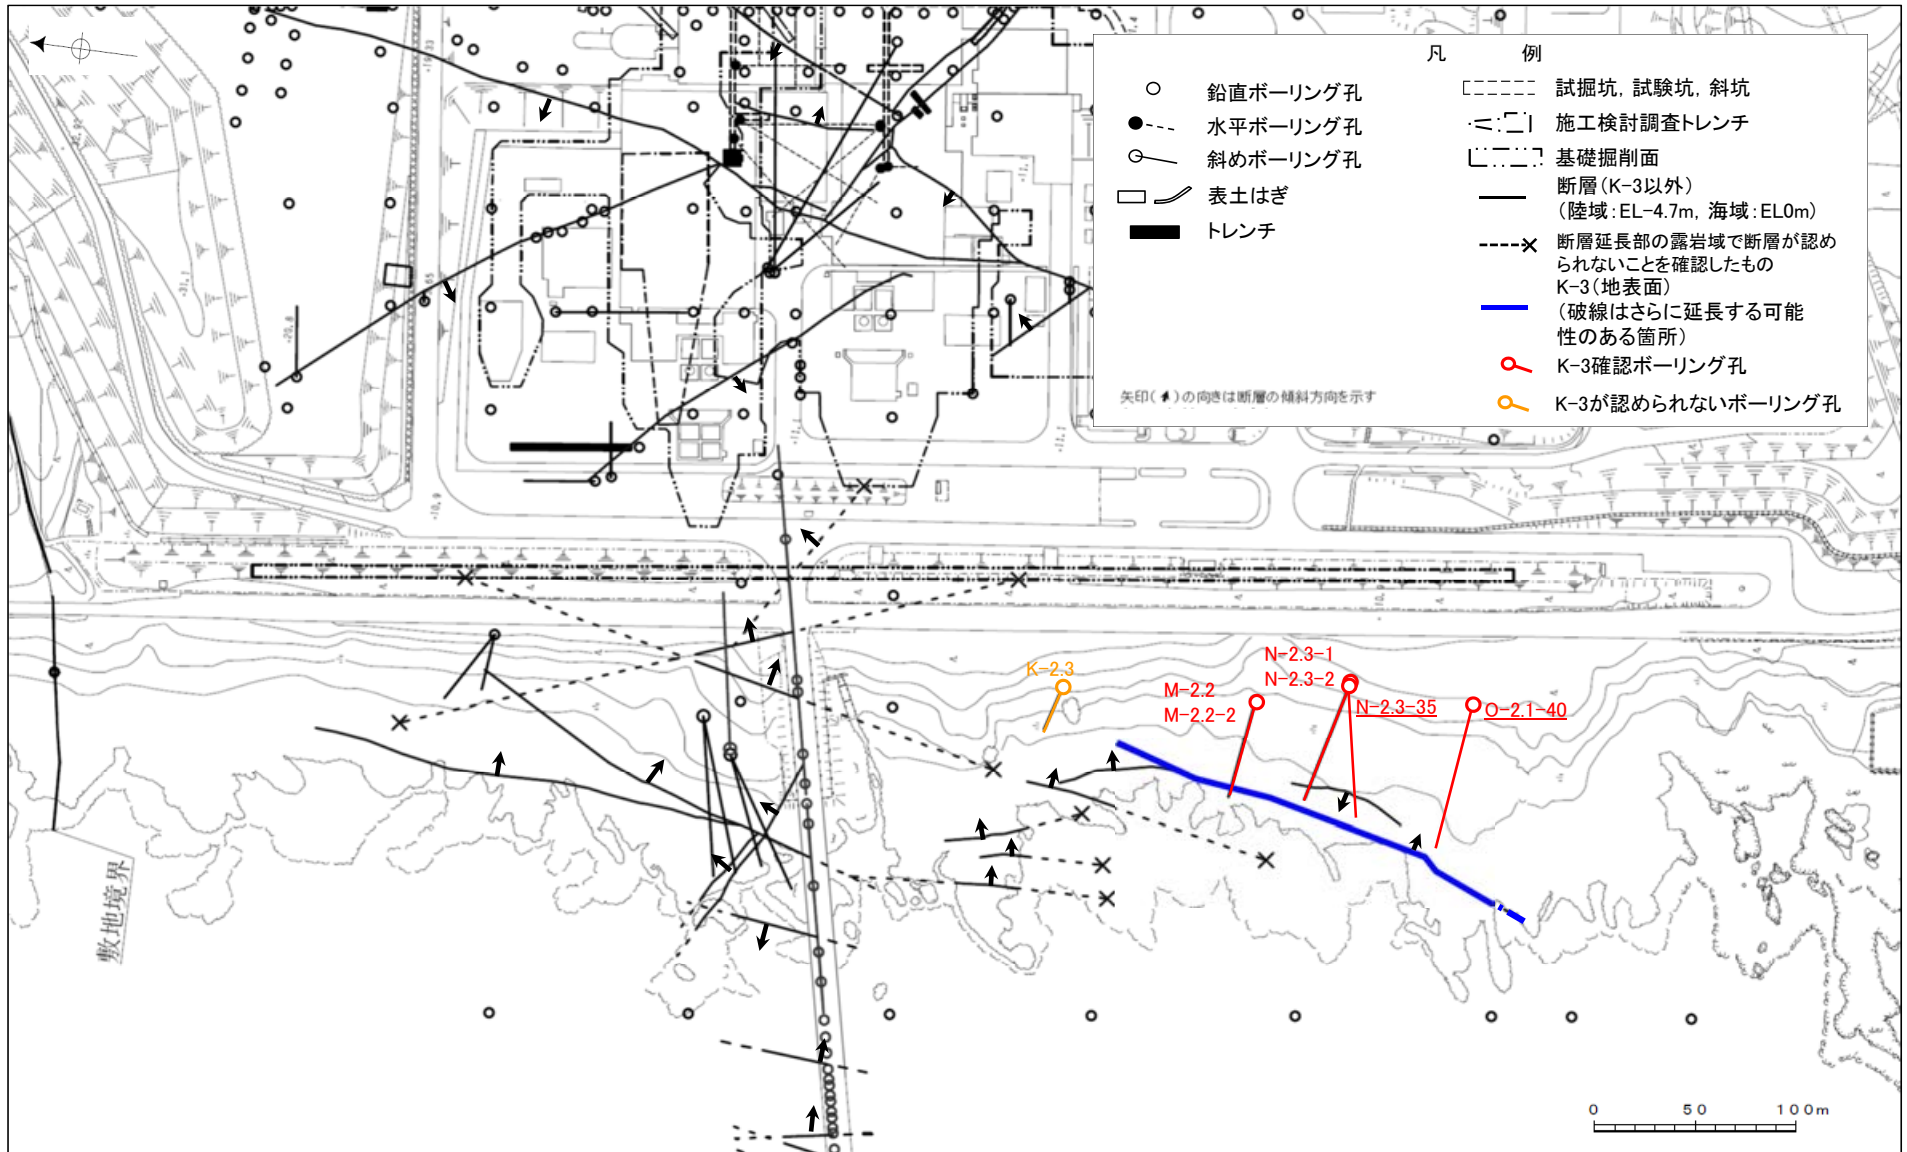 凡 例
鉛直ボーリング孔
水平ボーリング孔
斜めボーリング孔
表土はぎ
トレンチ
試掘坑，試験坑，斜坑
施工検討調査トレンチ
基礎掘削面
断層（K-3以外）
（陸域：EL-4.7m，海域：EL0m）
断層延長部の露岩域で断層が認め
られないことを確認したもの
K-3（地表面）
（破線はさらに延長する可能
性のある箇所）
K-3確認ボーリング孔
K-3が認められないボーリング孔
矢印（）の向きは断層の傾斜方向を示す
K-2.3
M-2.2
M-2.2-2
N-2.3-1
N-2.3-2
N-2.3-35
O-2.1-40
敷地境界
0 50 100m